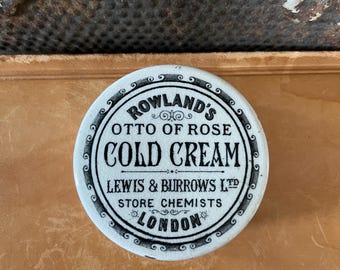 ROWLAND'S
OTTO OF ROSE
COLD CREAM
LEWIS & BURROWS LTD
STORE CHEMISTS
LONDON